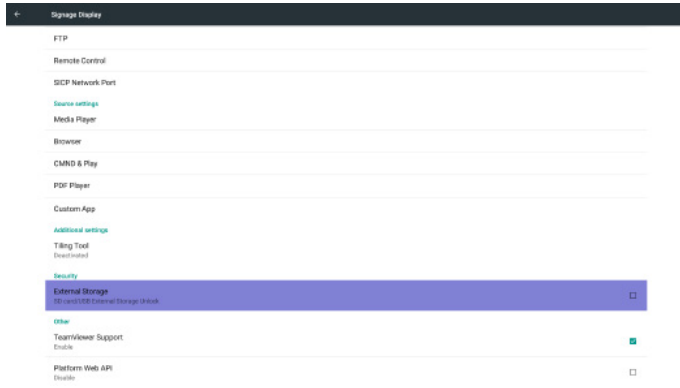 Signage Display
FTP
Remote Control
SICP Network Port
Source settings
Media Player
Browser
CMND & Play
PDF Player
Custom App
Additional settings
Tiling Tool
Deactivated
Security
External Storage
SD card/USB External Storage Unlock
Other
TeamViewer Support
Enable
Platform Web API
Disable